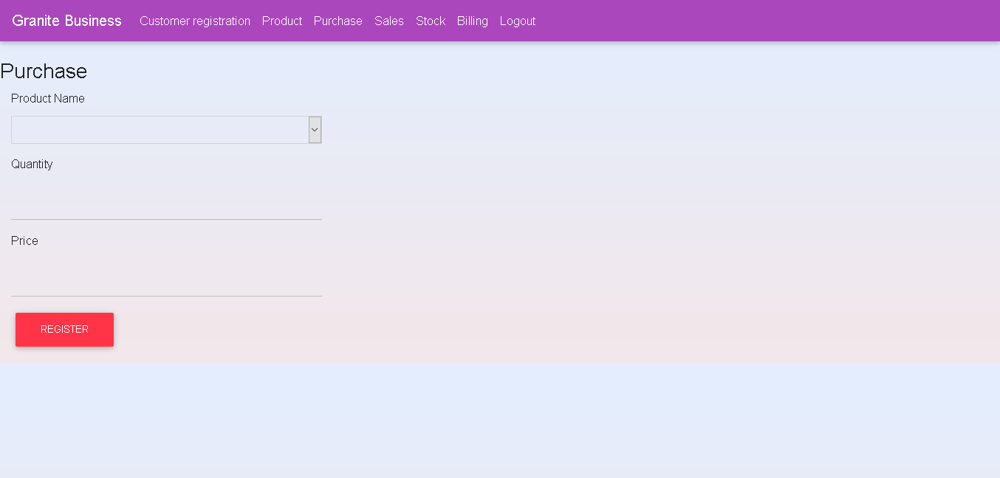 Granite Business Customer registration Product Purchase Sales Stock Billing Logout
Purchase
Product Name
Quantity
Price
REGISTER